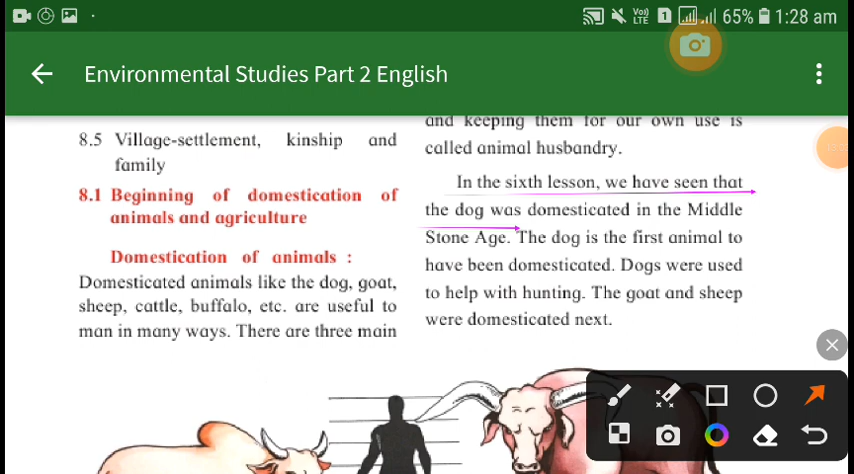 Vo)) 1 65% 1:28 am
LTE
Environmental Studies Part 2 English
8.5 Village-settlement, kinship and
family
8.1 Beginning of domestication of
animals and agriculture
Domestication of animals :
Domesticated animals like the dog, goat,
sheep, cattle, buffalo, etc. are useful to
man in many ways. There are three main
and keeping them for our own use is
called animal husbandry.
In the sixth lesson, we have seen that
the dog was domesticated in the Middle
Stone Age. The dog is the first animal to
have been domesticated. Dogs were used
to help with hunting. The goat and sheep
were domesticated next.